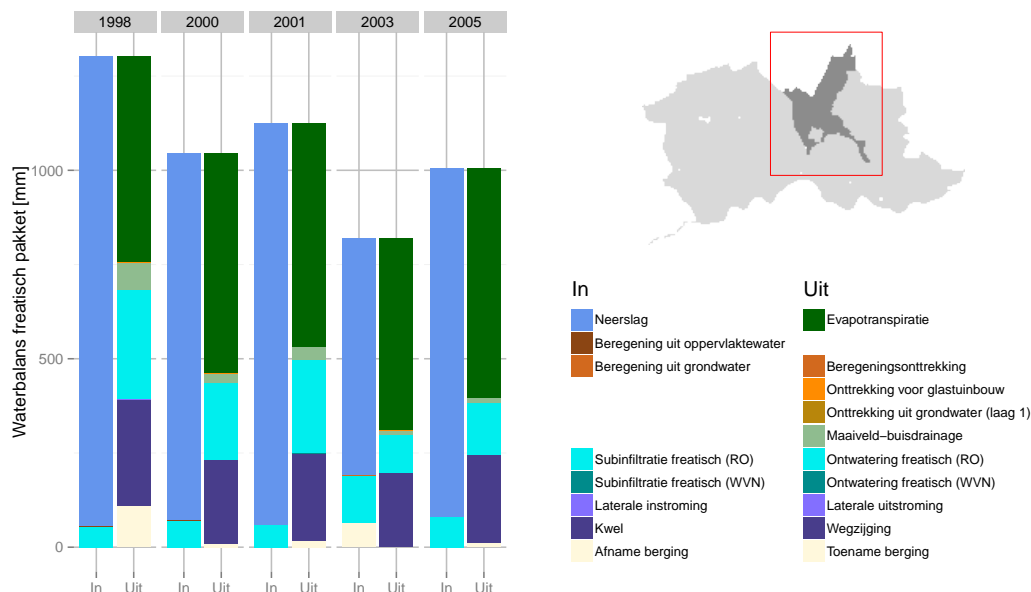 1998 2000 2001 2003 2005
Waterbalans freatisch pakket [mm]
1000
500
0
In Uit In Uit In Uit In Uit In Uit
In
Neerslag
Beregening uit oppervlaktewater
Beregening uit grondwater
Subinfiltratie freatisch (RO)
Subinfiltratie freatisch (WVN)
Laterale instroming
Kwel
Afname berging
Uit
Evapotranspiratie
Beregeningsonttrekking
Onttrekking voor glastuinbouw
Onttrekking uit grondwater (laag 1)
Maaiveld−buisdrainage
Ontwatering freatisch (RO)
Ontwatering freatisch (WVN)
Laterale uitstroming
Wegzijging
Toename berging